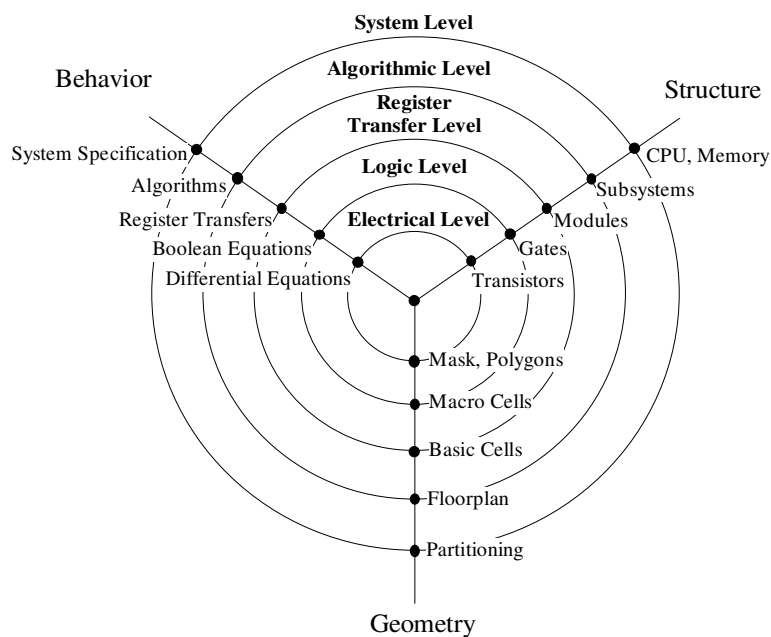 System Level
Algorithmic Level
Behavior
Structure
Register
Transfer Level
System Specification
CPU, Memory
Logic Level
Algorithms
Subsystems
Register Transfers
Electrical Level
Modules
Boolean Equations
Gates
Differential Equations
Transistors
Mask, Polygons
Macro Cells
Basic Cells
Floorplan
Partitioning
Geometry